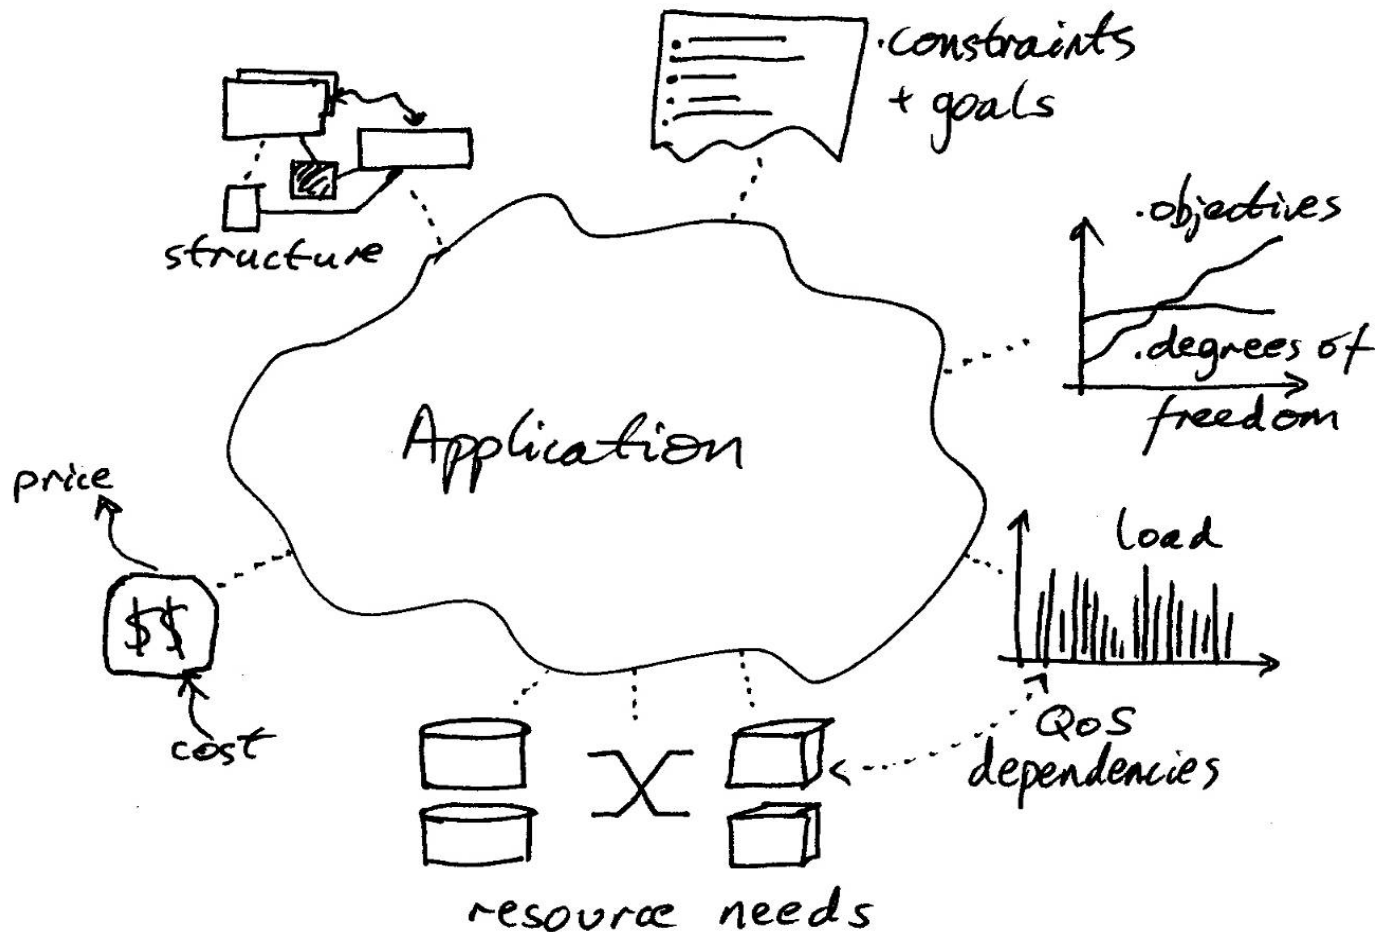 ·constraints
+ goals
structure
·objectives
·degrees of
freedom
Application
price
load
$$
cost
QoS
dependencies
resource needs